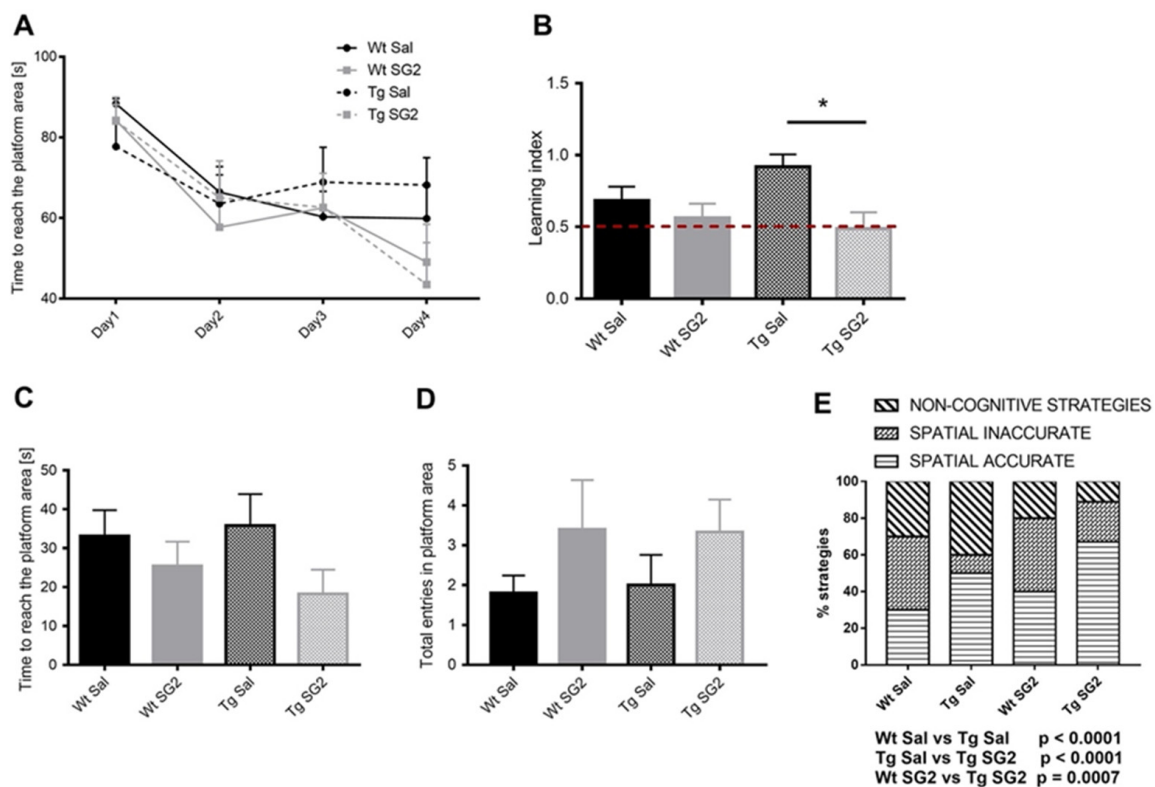 A
Time to reach the platform area [s]
100
80
60
40
Day1
Day2
Day3
Day4
Wt Sal
Wt SG2
Tg Sal
Tg SG2
B
Learning index
1.5
1.0
0.5
0.0
*
Wt Sal
Wt SG2
Tg Sal
Tg SG2
C
Time to reach the platform area [s]
50
40
30
20
10
0
Wt Sal
Wt SG2
Tg Sal
Tg SG2
D
Total entries in platform area
5
4
3
2
1
0
Wt Sal
Wt SG2
Tg Sal
Tg SG2
E
NON-COGNITIVE STRATEGIES
SPATIAL INACCURATE
SPATIAL ACCURATE
% strategies
100
80
60
40
20
0
Wt Sal
Tg Sal
Wt SG2
Tg SG2
Wt Sal vs Tg Sal p < 0.0001
Tg Sal vs Tg SG2 p < 0.0001
Wt SG2 vs Tg SG2 p = 0.0007